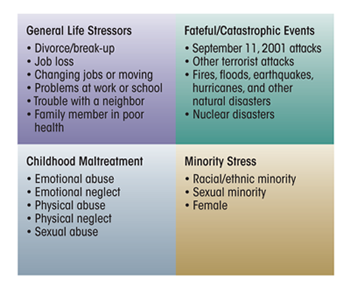 General Life Stressors
• Divorce/break-up
• Job loss
• Changing jobs or moving
• Problems at work or school
• Trouble with a neighbor
• Family member in poor
health
Fateful/Catastrophic Events
• September 11, 2001 attacks
• Other terrorist attacks
• Fires, floods, earthquakes,
hurricanes, and other
natural disasters
• Nuclear disasters
Childhood Maltreatment
• Emotional abuse
• Emotional neglect
• Physical abuse
• Physical neglect
• Sexual abuse
Minority Stress
• Racial/ethnic minority
• Sexual minority
• Female